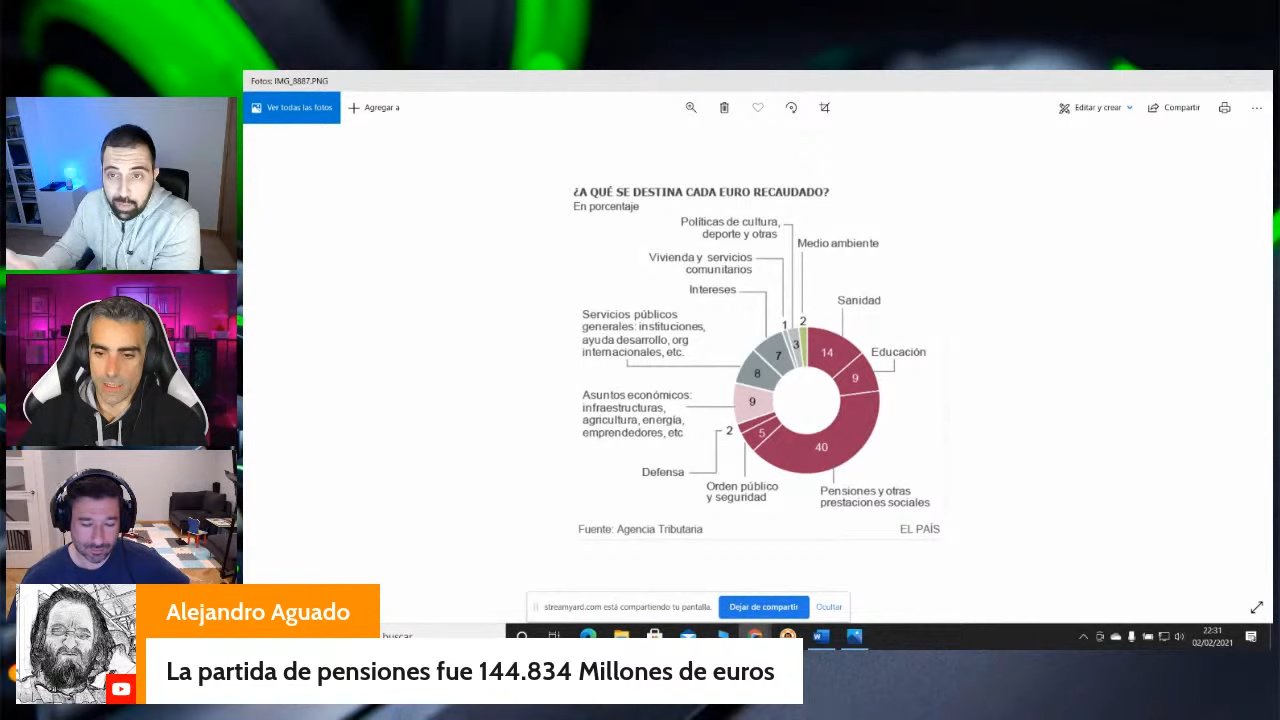 Fotos: IMG_8887.PNG
Ver todas las fotos
Agregar a
Editar y crear
Compartir
¿A QUÉ SE DESTINA CADA EURO RECAUDADO?
En porcentaje
Políticas de cultura,
deporte y otras
Medio ambiente
Vivienda y servicios
comunitarios
Intereses
Sanidad
Servicios públicos
generales: instituciones,
ayuda desarrollo, org
internacionales, etc.
Educación
Asuntos económicos:
infraestructuras,
agricultura, energía,
emprendedores, etc
Defensa
Orden público
y seguridad
Pensiones y otras
prestaciones sociales
1
3
2
7
14
8
9
9
2
5
40
Fuente: Agencia Tributaria
EL PAÍS
streamyard.com está compartiendo tu pantalla.
Dejar de compartir
Ocultar
buscar
22:31
02/02/2021
Alejandro Aguado
La partida de pensiones fue 144.834 Millones de euros